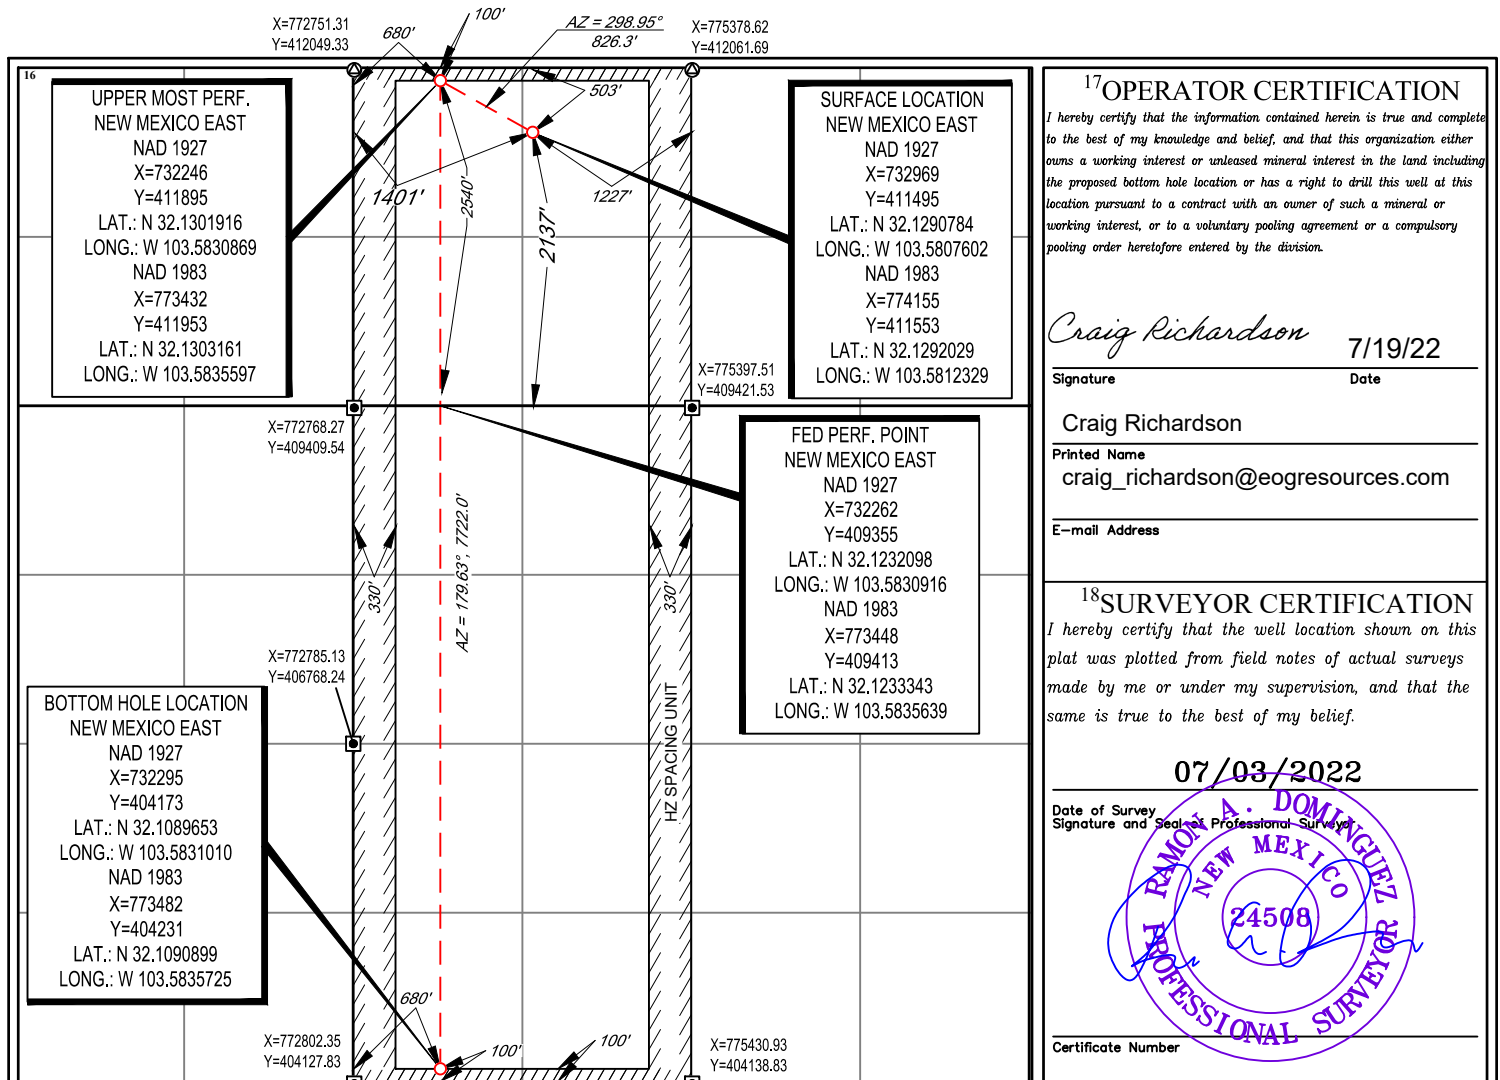 X=772751.31
Y=412049.33
680'
100'
AZ = 298.95°
826.3'
X=775378.62
Y=412061.69
16
UPPER MOST PERF.
NEW MEXICO EAST
NAD 1927
X=732246
Y=411895
LAT.: N 32.1301916
LONG.: W 103.5830869
NAD 1983
X=773432
Y=411953
LAT.: N 32.1303161
LONG.: W 103.5835597
503'
1401'
2540'
2137'
1227'
SURFACE LOCATION
NEW MEXICO EAST
NAD 1927
X=732969
Y=411495
LAT.: N 32.1290784
LONG.: W 103.5807602
NAD 1983
X=774155
Y=411553
LAT.: N 32.1292029
LONG.: W 103.5812329
X=775397.51
Y=409421.53
X=772768.27
Y=409409.54
FED PERF. POINT
NEW MEXICO EAST
NAD 1927
X=732262
Y=409355
LAT.: N 32.1232098
LONG.: W 103.5830916
NAD 1983
X=773448
Y=409413
LAT.: N 32.1233343
LONG.: W 103.5835639
330'
AZ = 179.63°, 7722.0'
330'
X=772785.13
Y=406768.24
HZ SPACING UNIT
BOTTOM HOLE LOCATION
NEW MEXICO EAST
NAD 1927
X=732295
Y=404173
LAT.: N 32.1089653
LONG.: W 103.5831010
NAD 1983
X=773482
Y=404231
LAT.: N 32.1090899
LONG.: W 103.5835725
680'
X=772802.35
Y=404127.83
100'
100'
X=775430.93
Y=404138.83
17 OPERATOR CERTIFICATION
I hereby certify that the information contained herein is true and complete
to the best of my knowledge and belief, and that this organization either
owns a working interest or unleased mineral interest in the land including
the proposed bottom hole location or has a right to drill this well at this
location pursuant to a contract with an owner of such a mineral or
working interest, or to a voluntary pooling agreement or a compulsory
pooling order heretofore entered by the division.
Craig Richardson
7/19/22
Signature
Date
Craig Richardson
Printed Name
craig_richardson@eogresources.com
E-mail Address
18 SURVEYOR CERTIFICATION
I hereby certify that the well location shown on this
plat was plotted from field notes of actual surveys
made by me or under my supervision, and that the
same is true to the best of my belief.
07/03/2022
Date of Survey
Signature and Seal of Professional Surveyor
RAMON A. DOMINGUEZ
NEW MEXICO
24508
PROFESSIONAL SURVEYOR
Certificate Number